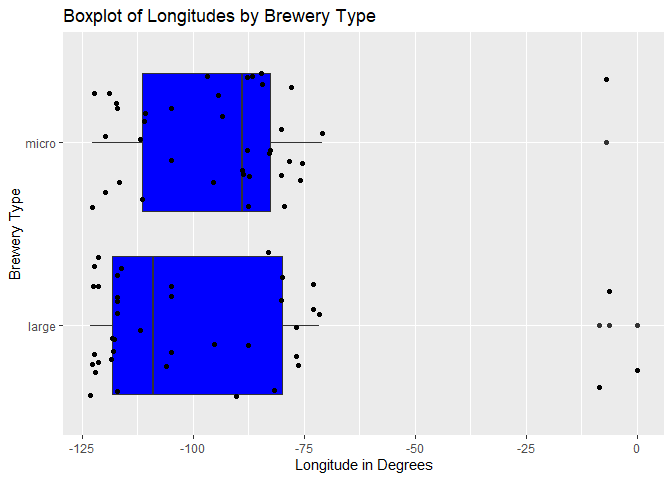 Boxplot of Longitudes by Brewery Type
Brewery Type
micro
large
-125 -100 -75 -50 -25 0
Longitude in Degrees